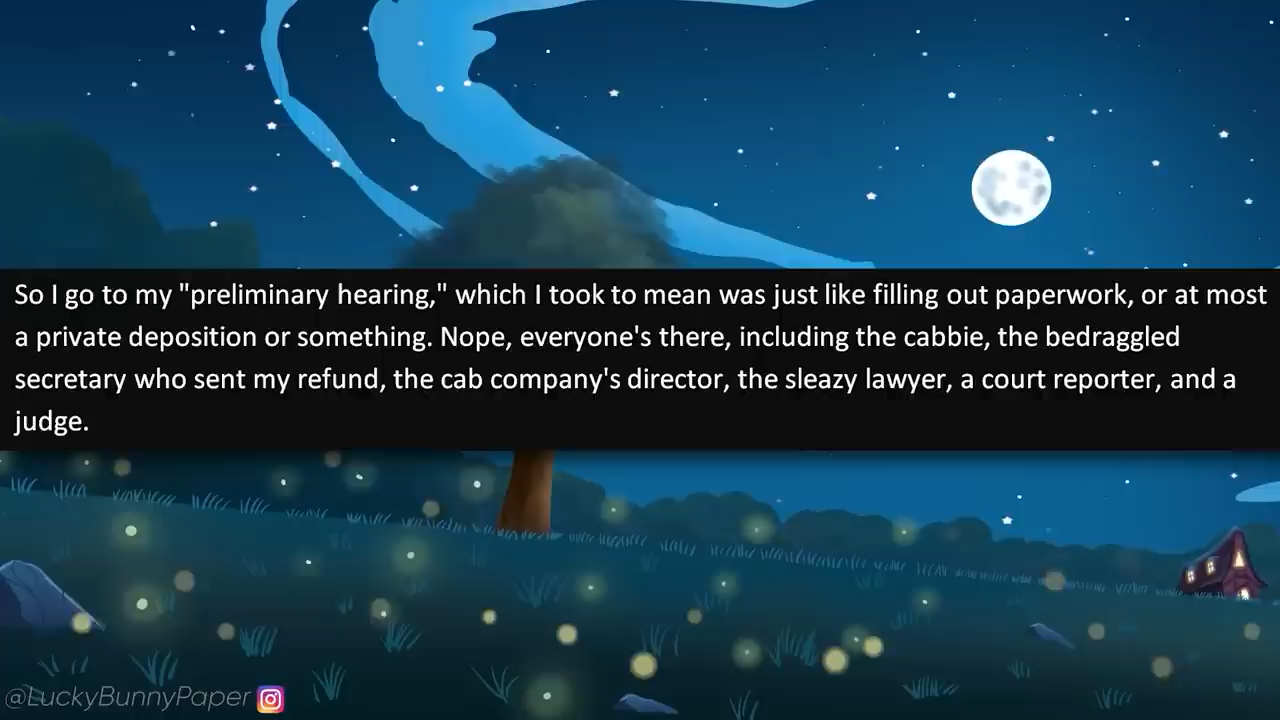 So I go to my "preliminary hearing," which I took to mean was just like filling out paperwork, or at most
a private deposition or something. Nope, everyone's there, including the cabbie, the bedraggled
secretary who sent my refund, the cab company's director, the sleazy lawyer, a court reporter, and a
judge.
@LuckyBunnyPaper